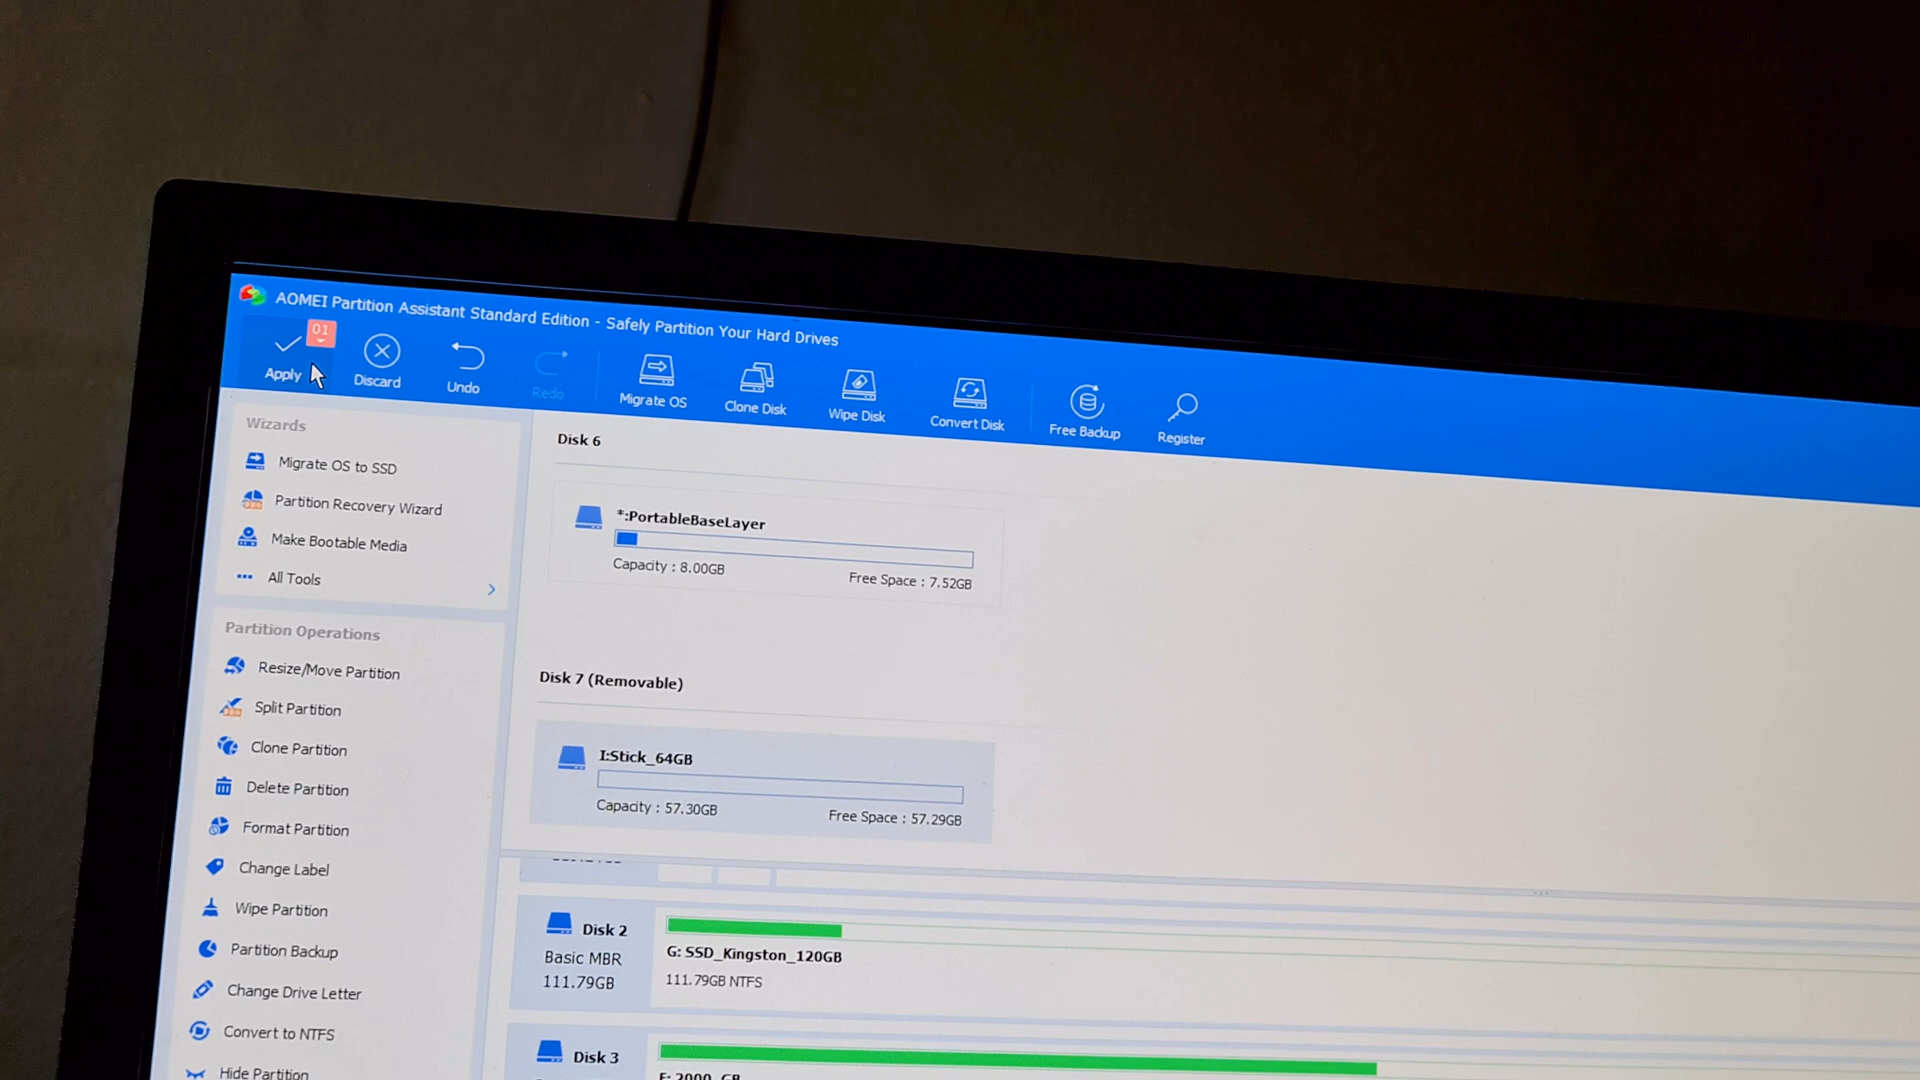 AOMEI Partition Assistant Standard Edition - Safely Partition Your Hard Drives
01
Apply
Discard
Undo
Redo
Migrate OS
Clone Disk
Wipe Disk
Convert Disk
Free Backup
Register
Wizards
Migrate OS to SSD
Partition Recovery Wizard
Make Bootable Media
All Tools
Partition Operations
Resize/Move Partition
Split Partition
Clone Partition
Delete Partition
Format Partition
Change Label
Wipe Partition
Partition Backup
Change Drive Letter
Convert to NTFS
Hide Partition
Disk 6
*:PortableBaseLayer
Capacity : 8.00GB
Free Space : 7.52GB
Disk 7 (Removable)
I:Stick_64GB
Capacity : 57.30GB
Free Space : 57.29GB
Disk 2
Basic MBR
111.79GB
G: SSD_Kingston_120GB
111.79GB NTFS
Disk 3
F: 2000_GB